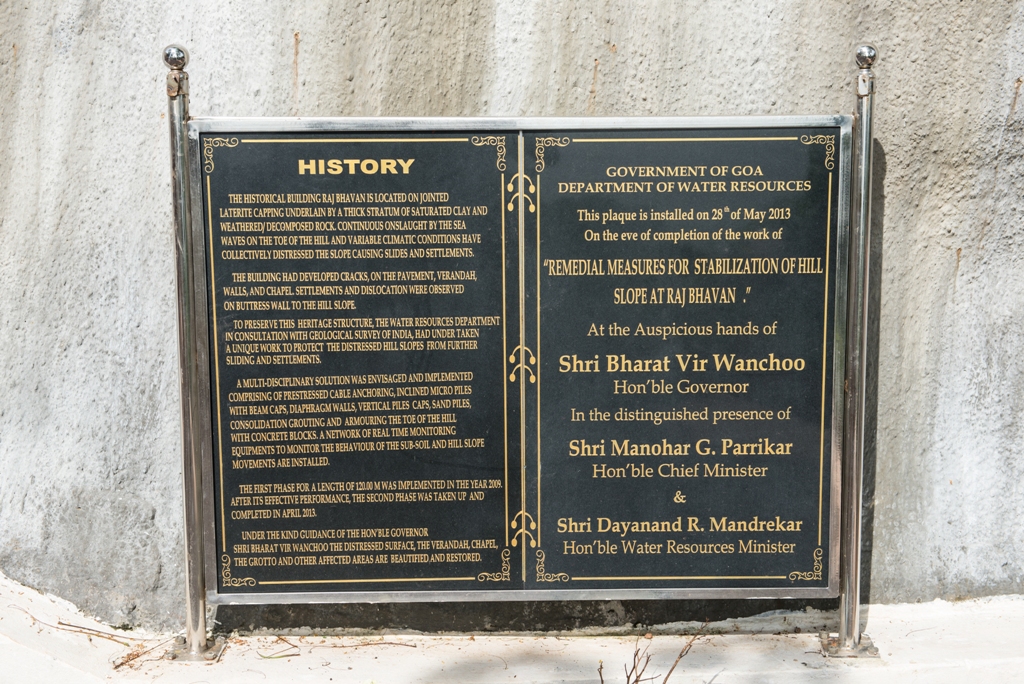 HISTORY
THE HISTORICAL BUILDING RAJ BHAVAN IS LOCATED ON JOINTED
LATERITE CAPPING UNDERLAIN BY A THICK STRATUM OF SATURATED CLAY AND
WEATHERED/ DECOMPOSED ROCK. CONTINUOUS ONSLAUGHT BY THE SEA
WAVES ON THE TOE OF THE HILL AND VARIABLE CLIMATIC CONDITIONS HAVE
COLLECTIVELY DISTRESSED THE SLOPE CAUSING SLIDES AND SETTLEMENTS.
THE BUILDING HAD DEVELOPED CRACKS, ON THE PAVEMENT, VERANDAH,
WALLS, AND CHAPEL. SETTLEMENTS AND DISLOCATION WERE OBSERVED
ON BUTTRESS WALL TO THE HILL SLOPE.
TO PRESERVE THIS HERITAGE STRUCTURE, THE WATER RESOURCES DEPARTMENT
IN CONSULTATION WITH GEOLOGICAL SURVEY OF INDIA, HAD UNDER TAKEN
A UNIQUE WORK TO PROTECT THE DISTRESSED HILL SLOPES FROM FURTHER
SLIDING AND SETTLEMENTS.
A MULTI-DISCIPLINARY SOLUTION WAS ENVISAGED AND IMPLEMENTED
COMPRISING OF PRESTRESSED CABLE ANCHORING, INCLINED MICRO PILES
WITH BEAM CAPS, DIAPHRAGM WALLS, VERTICAL PILES CAPS, SAND PILES,
CONSOLIDATION GROUTING AND ARMOURING THE TOE OF THE HILL
WITH CONCRETE BLOCKS. A NETWORK OF REAL TIME MONITORING
EQUIPMENTS TO MONITOR THE BEHAVIOUR OF THE SUB-SOIL AND HILL SLOPE
MOVEMENTS ARE INSTALLED.
THE FIRST PHASE FOR A LENGTH OF 120.00 M WAS IMPLEMENTED IN THE YEAR 2009.
AFTER ITS EFFECTIVE PERFORMANCE, THE SECOND PHASE WAS TAKEN UP AND
COMPLETED IN APRIL 2013.
UNDER THE KIND GUIDANCE OF THE HON'BLE GOVERNOR
SHRI BHARAT VIR WANCHOO THE DISTRESSED SURFACE, THE VERANDAH, CHAPEL,
THE GROTTO AND OTHER AFFECTED AREAS ARE BEAUTIFIED AND RESTORED.
GOVERNMENT OF GOA
DEPARTMENT OF WATER RESOURCES
This plaque is installed on 28th of May 2013
On the eve of completion of the work of
"REMEDIAL MEASURES FOR STABILIZATION OF HILL
SLOPE AT RAJ BHAVAN ."
At the Auspicious hands of
Shri Bharat Vir Wanchoo
Hon'ble Governor
In the distinguished presence of
Shri Manohar G. Parrikar
Hon'ble Chief Minister
&
Shri Dayanand R. Mandrekar
Hon'ble Water Resources Minister